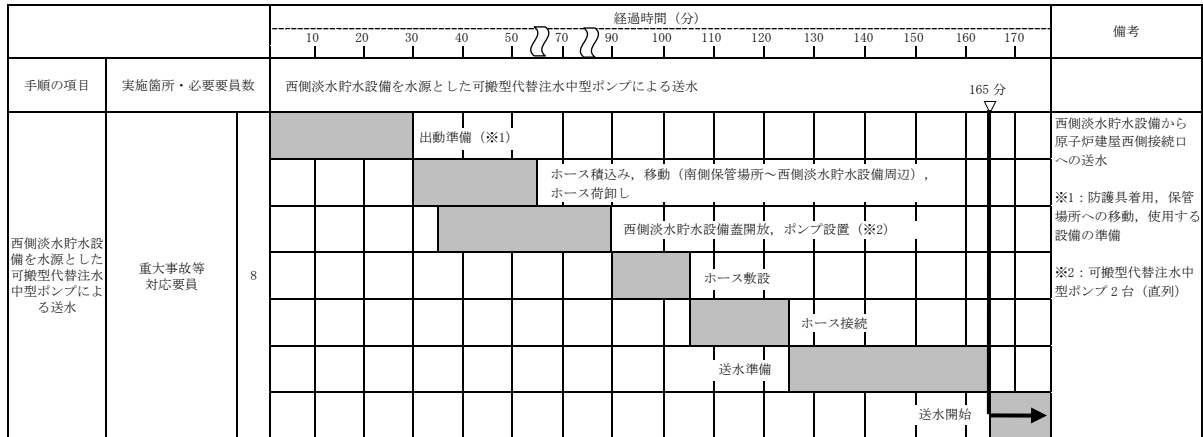 経過時間（分）
備考
10 20 30 40 50 70 90 100 110 120 130 140 150 160 170
手順の項目
実施箇所・必要要員数
西側淡水貯水設備を水源とした可搬型代替注水中型ポンプによる送水
165 分
西側淡水貯水設
備を水源とした
可搬型代替注水
中型ポンプによ
る送水
重大事故等
対応要員
8
出動準備（※1）
ホース積込み，移動（南側保管場所～西側淡水貯水設備周辺），
ホース荷卸し
西側淡水貯水設備蓋開放，ポンプ設置（※2）
ホース敷設
ホース接続
送水準備
送水開始
西側淡水貯水設備から
原子炉建屋西側接続口
への送水
※1：防護具着用，保管
場所への移動，使用する
設備の準備
※2：可搬型代替注水中
型ポンプ 2 台（直列）